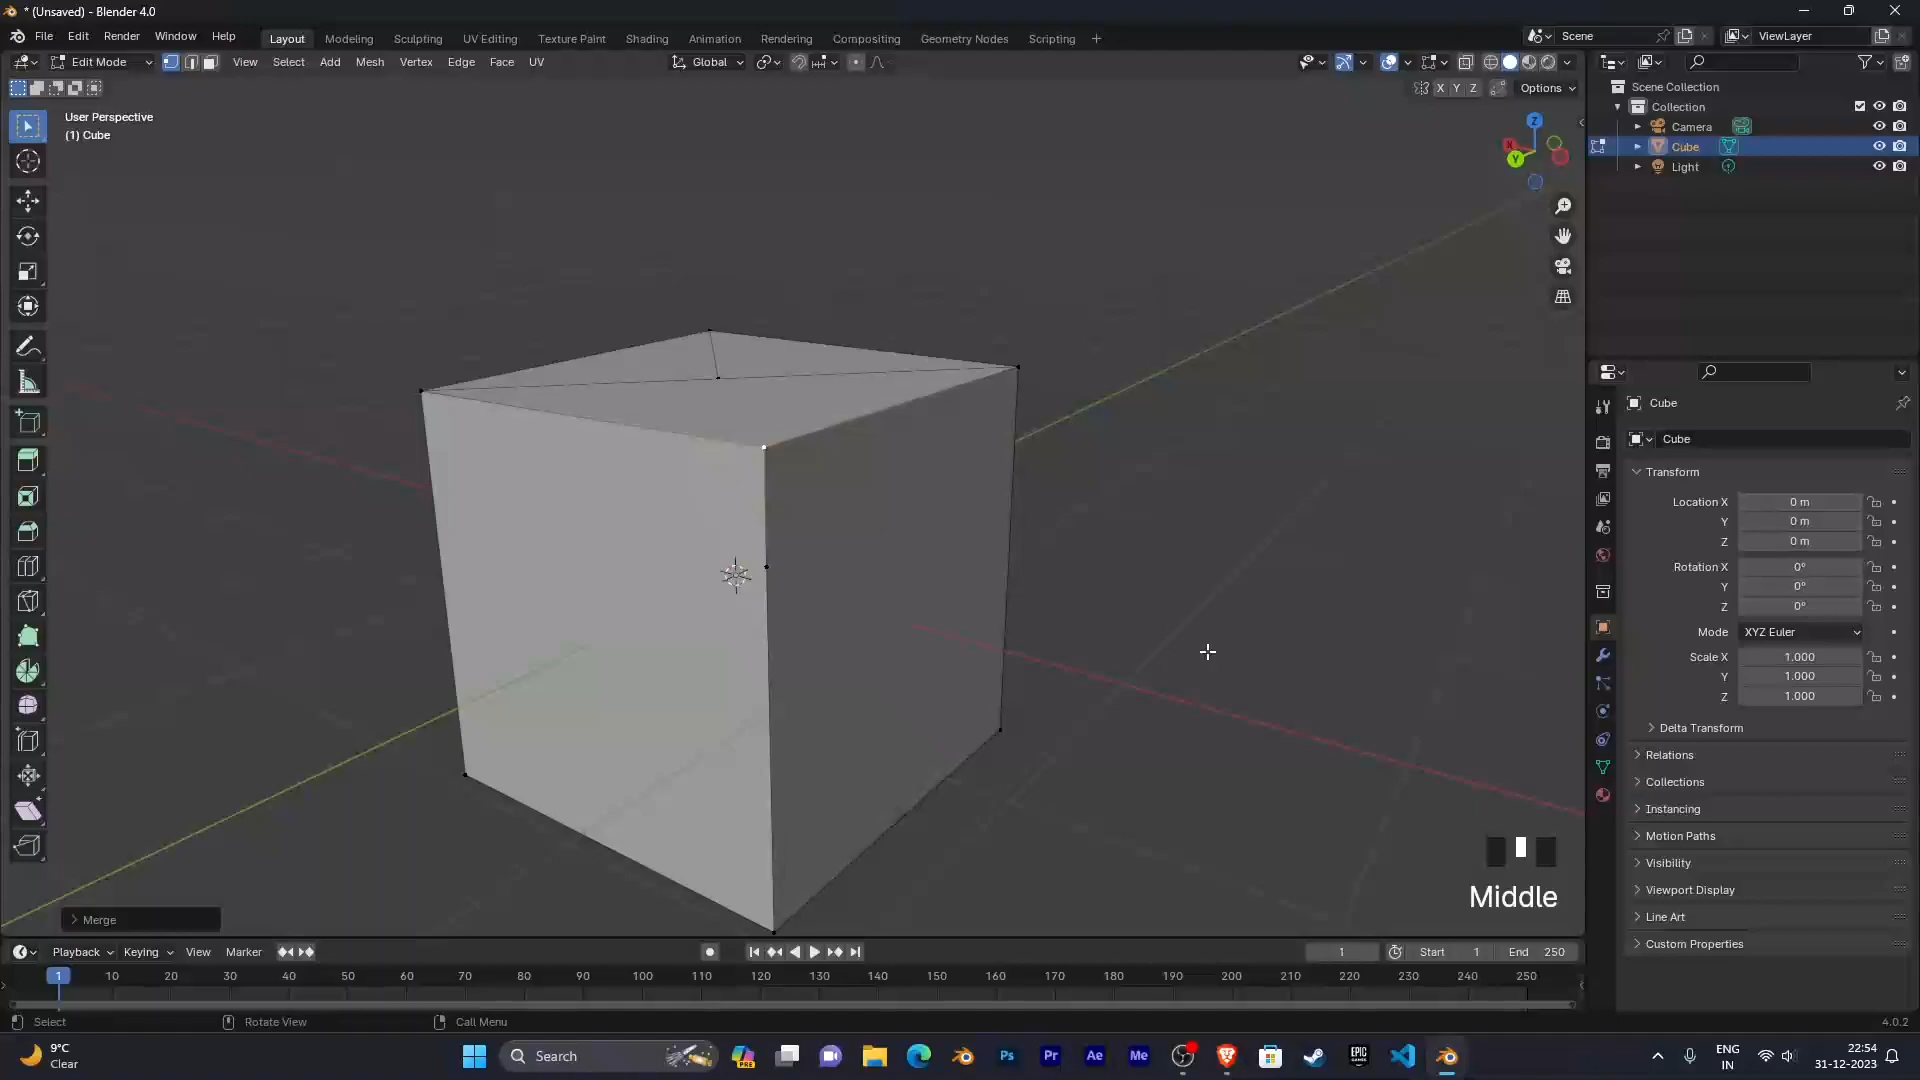 * (Unsaved) - Blender 4.0
File Edit Render Window Help
Layout Modeling Sculpting UV Editing Texture Paint Shading Animation Rendering Compositing Geometry Nodes Scripting +
Scene
ViewLayer
Edit Mode
View Select Add Mesh Vertex Edge Face UV
Global
X Y Z
Options
User Perspective
(1) Cube
Z
X
Y
Scene Collection
Collection
Camera
Cube
Light
Cube
Cube
Transform
Location X 0 m
Y 0 m
Z 0 m
Rotation X 0°
Y 0°
Z 0°
Mode XYZ Euler
Scale X 1.000
Y 1.000
Z 1.000
Delta Transform
Relations
Collections
Instancing
Motion Paths
Visibility
Viewport Display
Line Art
Custom Properties
Middle
Merge
Playback Keying View Marker
1 Start 1 End 250
1 10 20 30 40 50 60 70 80 90 100 110 120 130 140 150 160 170 180 190 200 210 220 230 240 250
Select Rotate View Call Menu 4.0.2
9°C
Clear
Search
PRE
Ps Pr Ae Me
EPIC GAMES
ENG
IN
22:54
31-12-2023